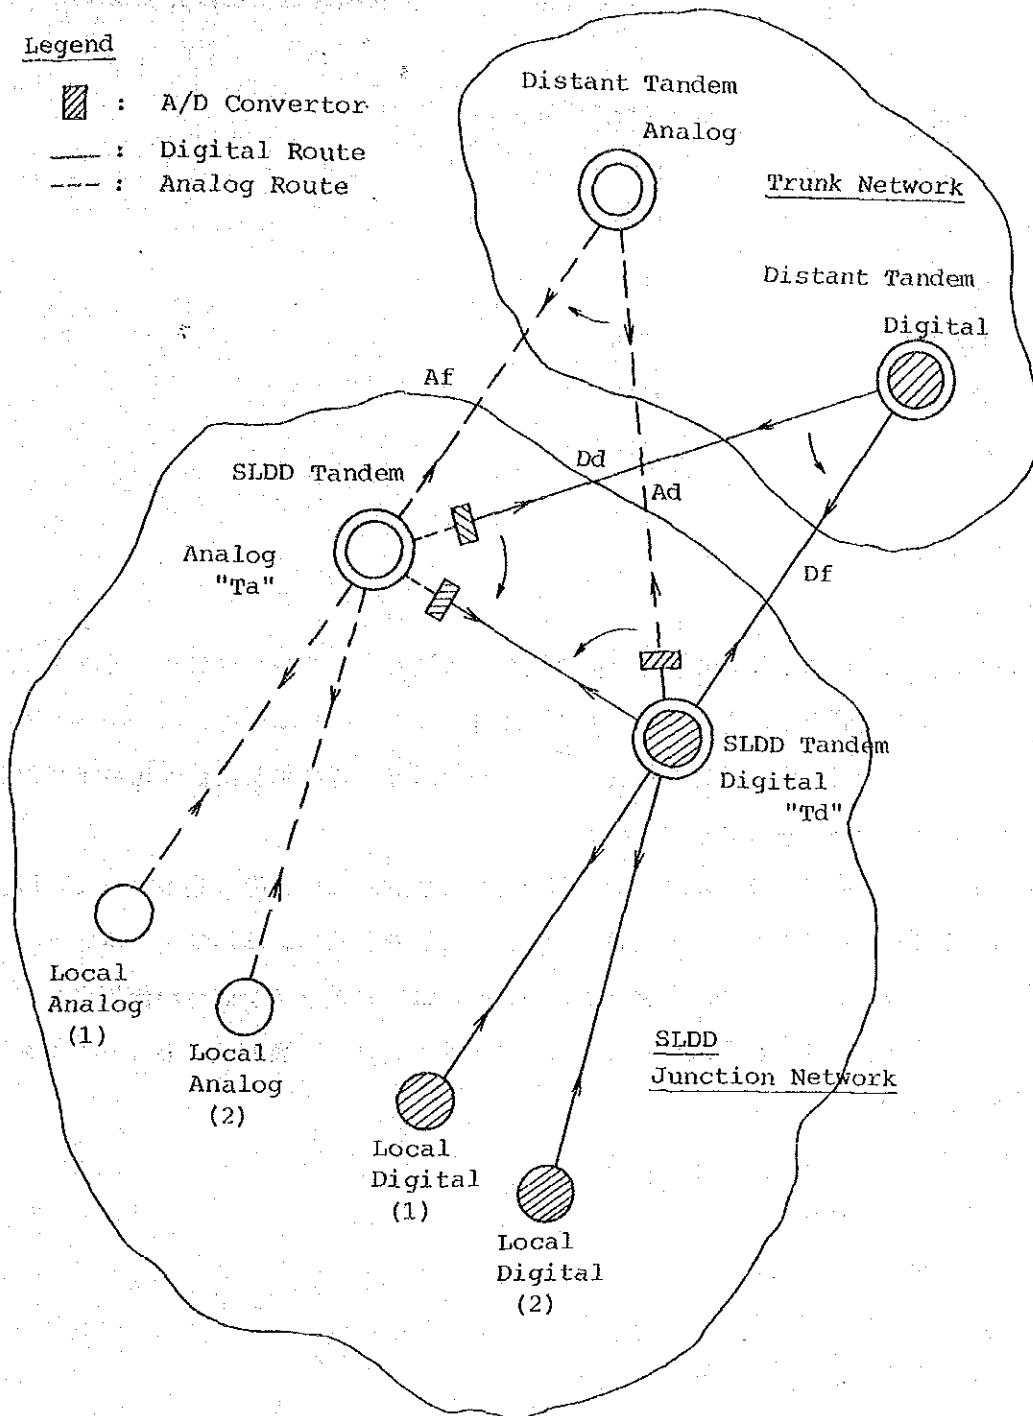 Legend
: A/D Convertor
: Digital Route
: Analog Route
Distant Tandem
Analog
Trunk Network
Distant Tandem
Digital
Af
Dd
Ad
Df
SLDD Tandem
Analog
"Ta"
SLDD Tandem
Digital
"Td"
Local
Analog
(1)
Local
Analog
(2)
Local
Digital
(1)
Local
Digital
(2)
SLDD
Junction Network